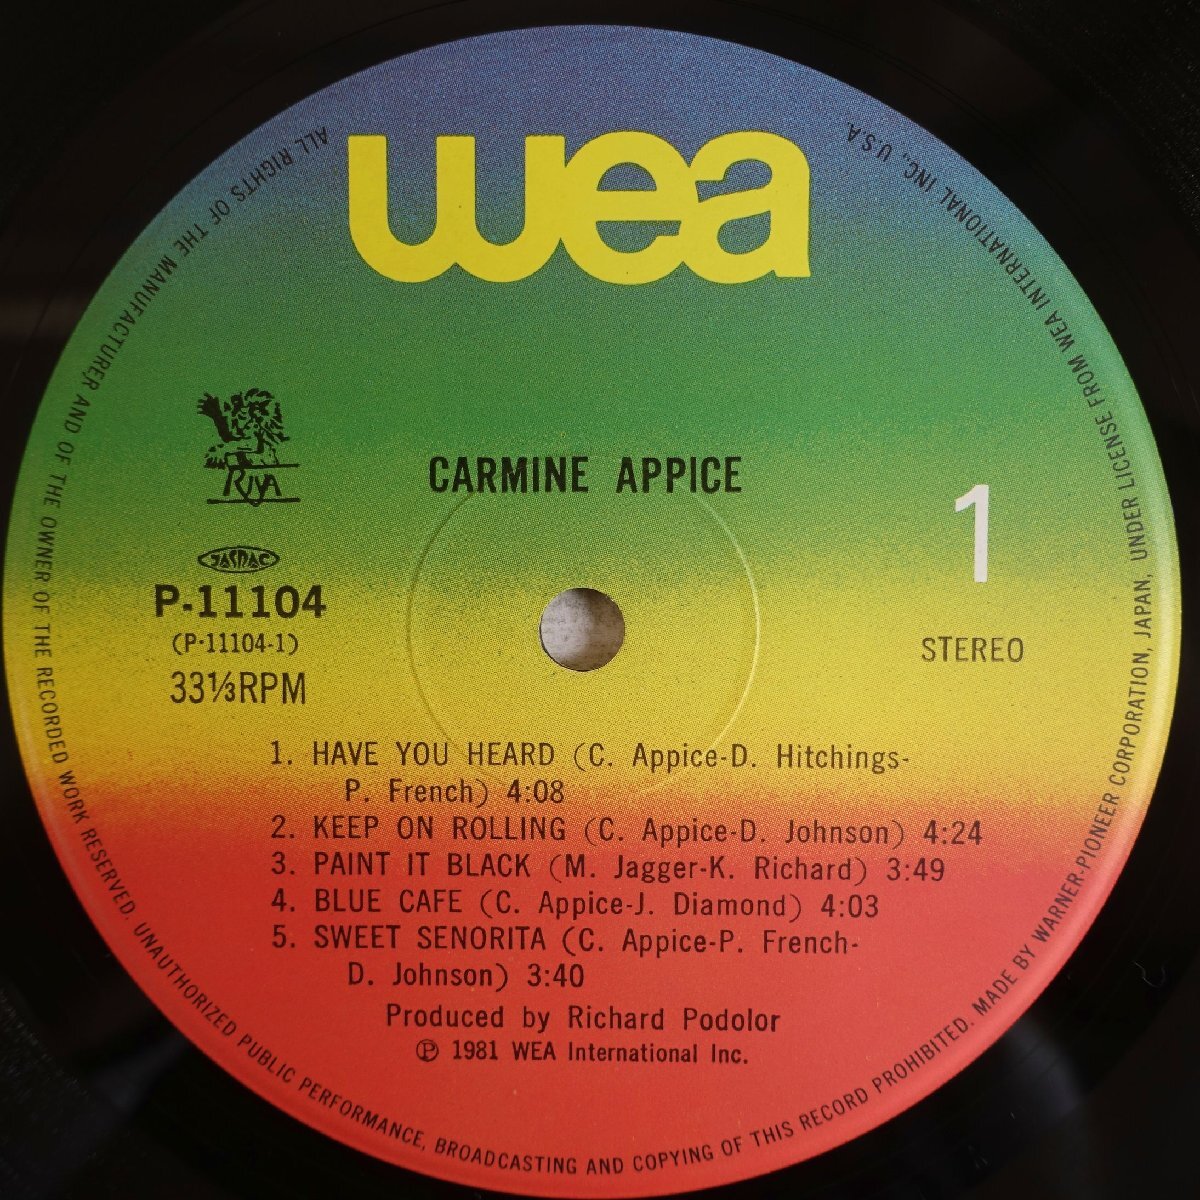 wea
CARMINE APPICE
RIVA
1
JASRAC
P-11104
(P-11104-1)
33⅓RPM
STEREO
1. HAVE YOU HEARD (C. Appice-D. Hitchings-
P. French) 4:08
2. KEEP ON ROLLING (C. Appice-D. Johnson) 4:24
3. PAINT IT BLACK (M. Jagger-K. Richard) 3:49
4. BLUE CAFE (C. Appice-J. Diamond) 4:03
5. SWEET SENORITA (C. Appice-P. French-
D. Johnson) 3:40
Produced by Richard Podolor
Ⓟ 1981 WEA International Inc.
ALL RIGHTS OF THE MANUFACTURER AND OF THE OWNER OF THE RECORDED WORK RESERVED. UNAUTHORIZED PUBLIC PERFORMANCE, BROADCASTING AND COPYING OF THIS RECORD PROHIBITED. MADE BY WARNER-PIONEER CORPORATION, JAPAN, UNDER LICENSE FROM WEA INTERNATIONAL INC., U.S.A.